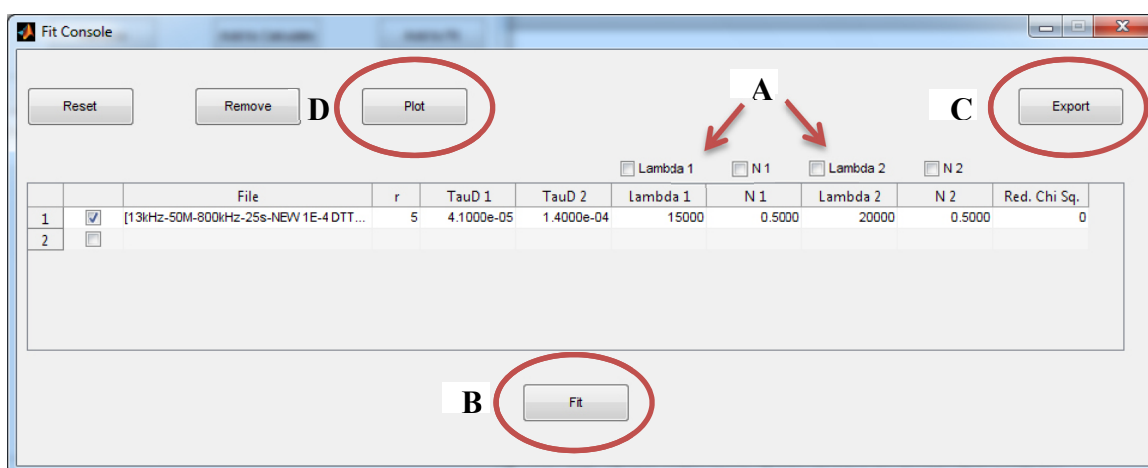 Fit Console
Reset Remove D Plot A C Export
Lambda 1 N 1 Lambda 2 N 2
File r TauD 1 TauD 2 Lambda 1 N 1 Lambda 2 N 2 Red. Chi Sq.
1 [13kHz-50M-800kHz-25s-NEW 1E-4 DTT... 5 4.1000e-05 1.4000e-04 15000 0.5000 20000 0.5000 0
2
B Fit